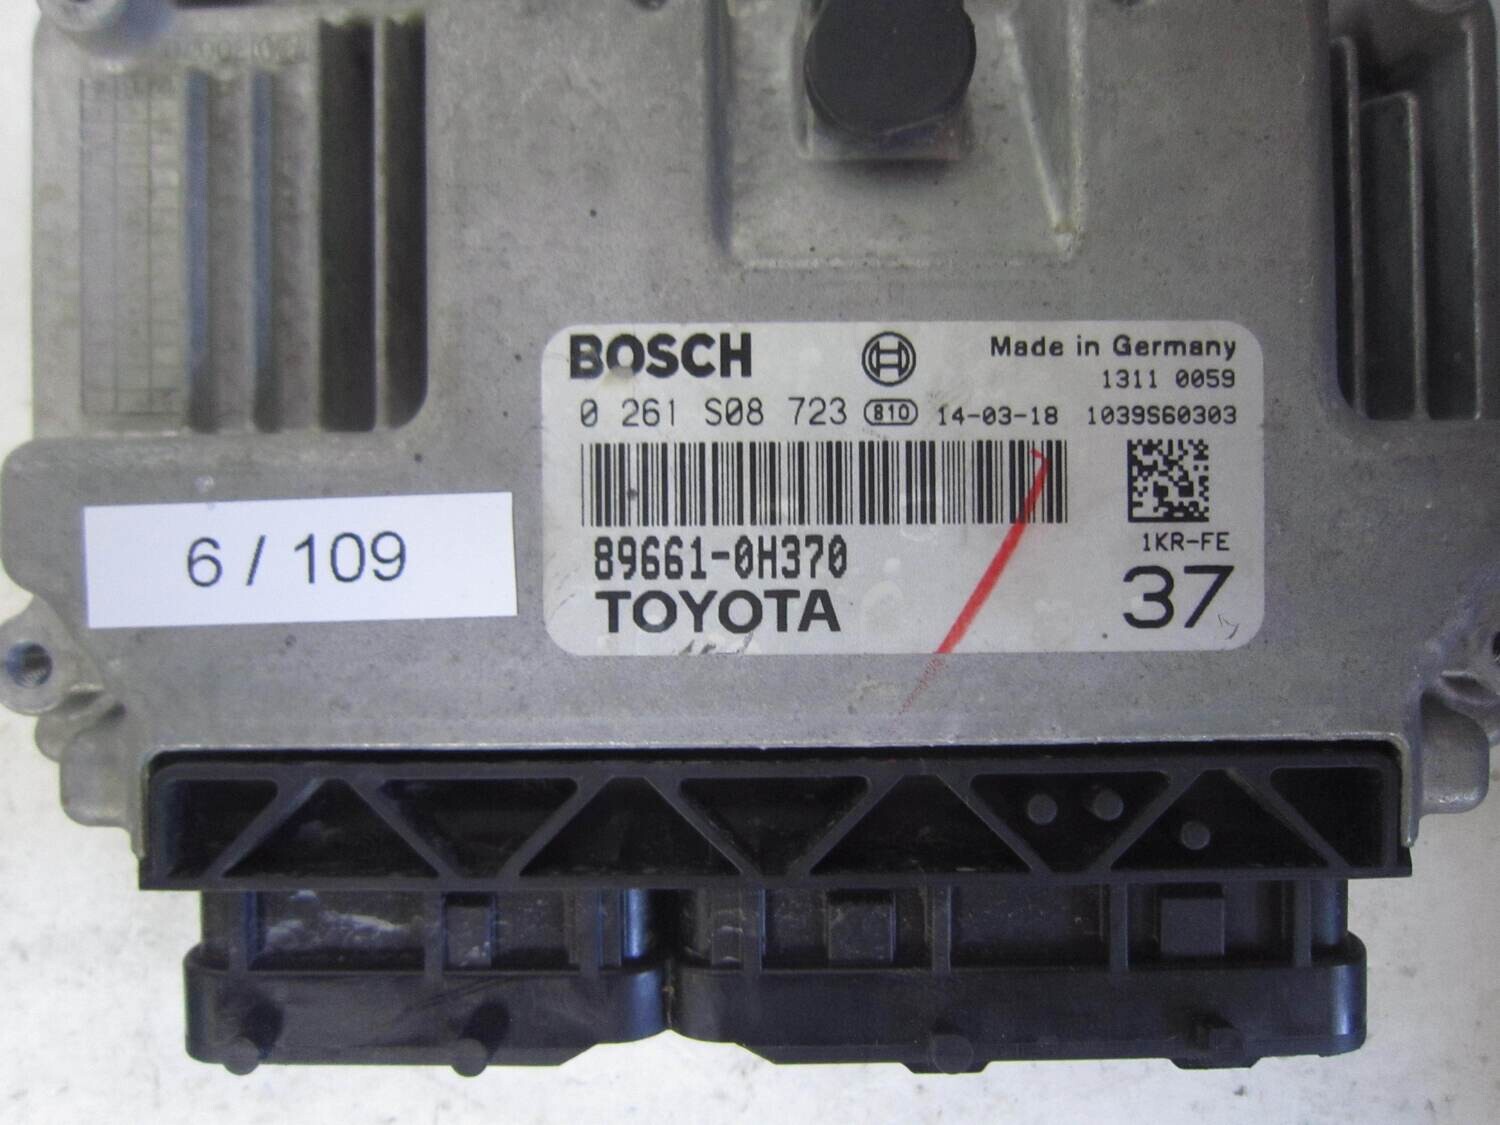 BOSCH
Made in Germany
1311 0059
0 261 S08 723 810 14-03-18 1039S60303
6 / 109
89661-0H370
1KR-FE
TOYOTA
37